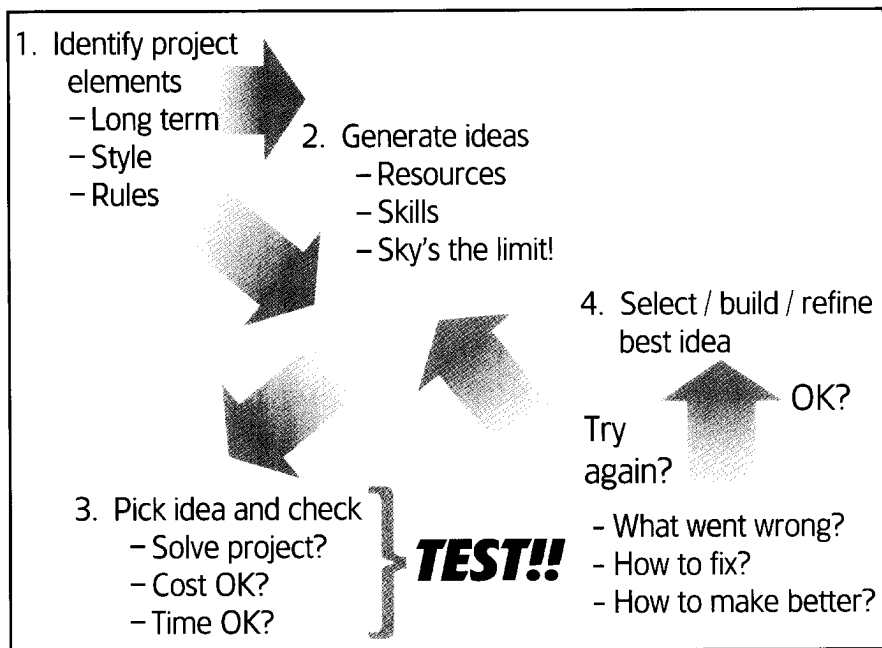 1. Identify project
elements
– Long term
– Style
– Rules
2. Generate ideas
– Resources
– Skills
– Sky's the limit!
3. Pick idea and check
– Solve project?
– Cost OK?
– Time OK?
TEST!!
Try
again?
- What went wrong?
- How to fix?
- How to make better?
OK?
4. Select / build / refine
best idea